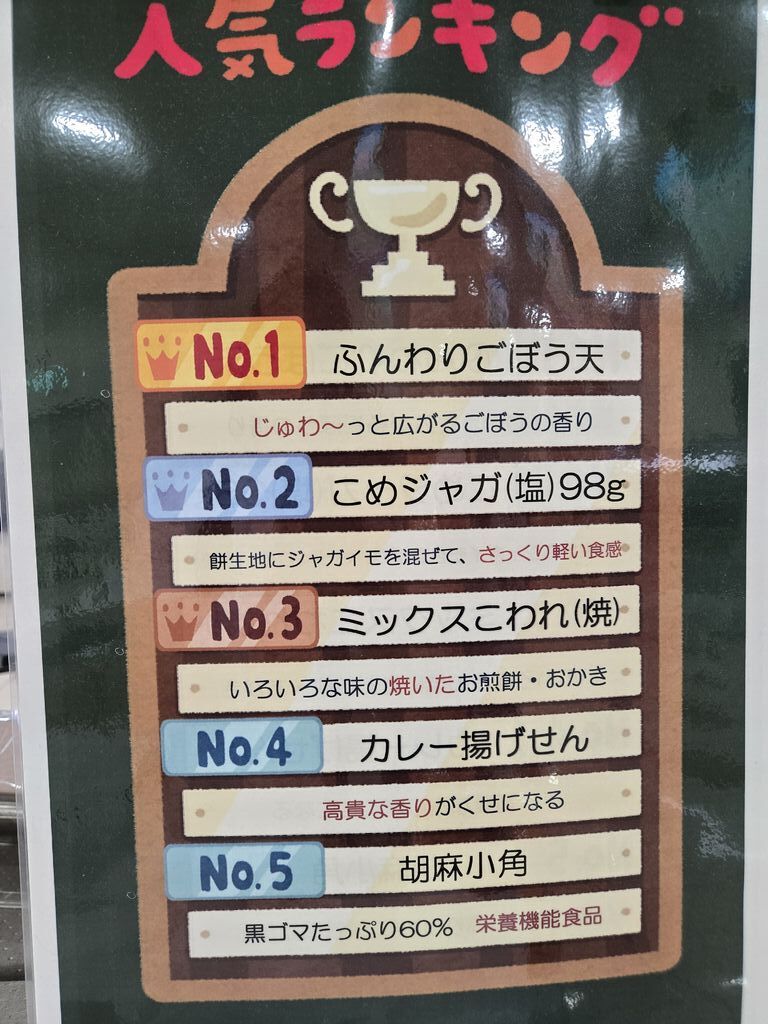 人気ランキング
No.1 ふんわりごぼう天
じゅわ～っと広がるごぼうの香り
No.2 こめジャガ(塩)98g
餅生地にジャガイモを混ぜて、さっくり軽い食感
No.3 ミックスこわれ(焼)
いろいろな味の焼いたお煎餅・おかき
No.4 カレー揚げせん
高貴な香りがくせになる
No.5 胡麻小角
黒ゴマたっぷり60% 栄養機能食品